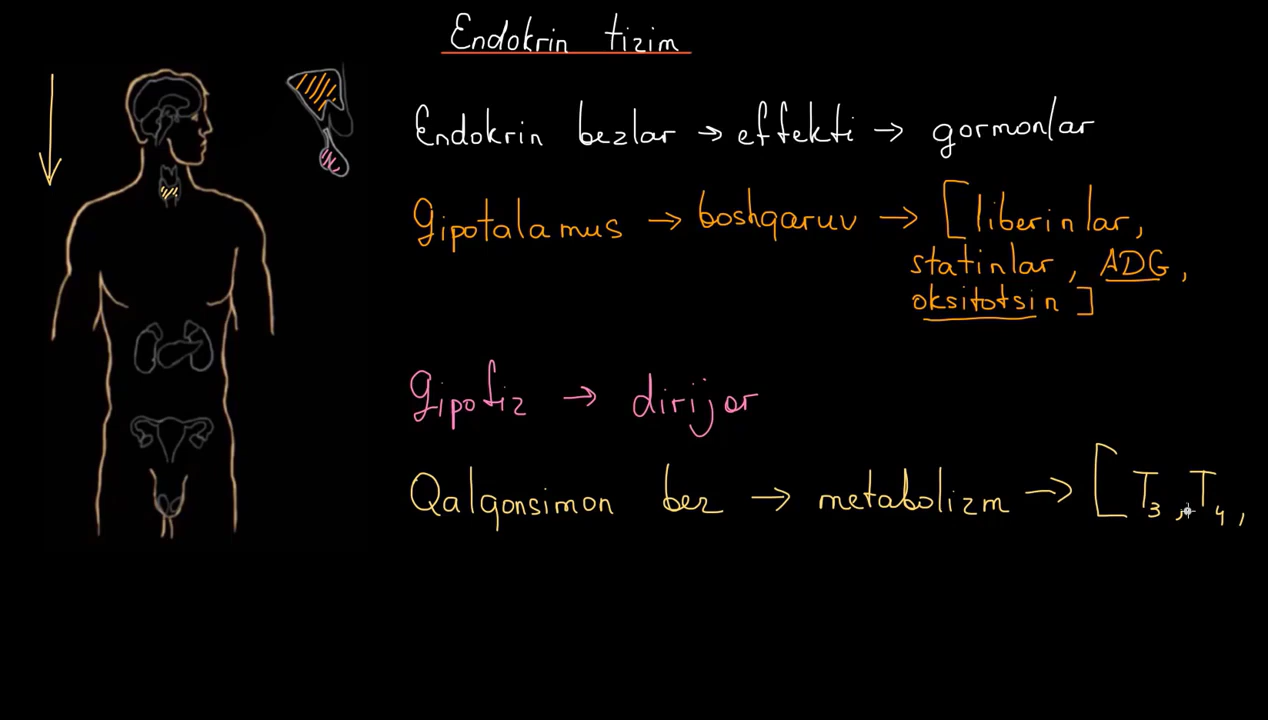 Endokrin tizim
Endokrin bezlar → effekti → gormonlar
Gipotalamus → boshqaruv → [liberinlar,
statinlar, ADG,
oksitotsin]
Gipofiz → dirijor
Qalqonsimon bez → metabolizm → [T₃, T₄,